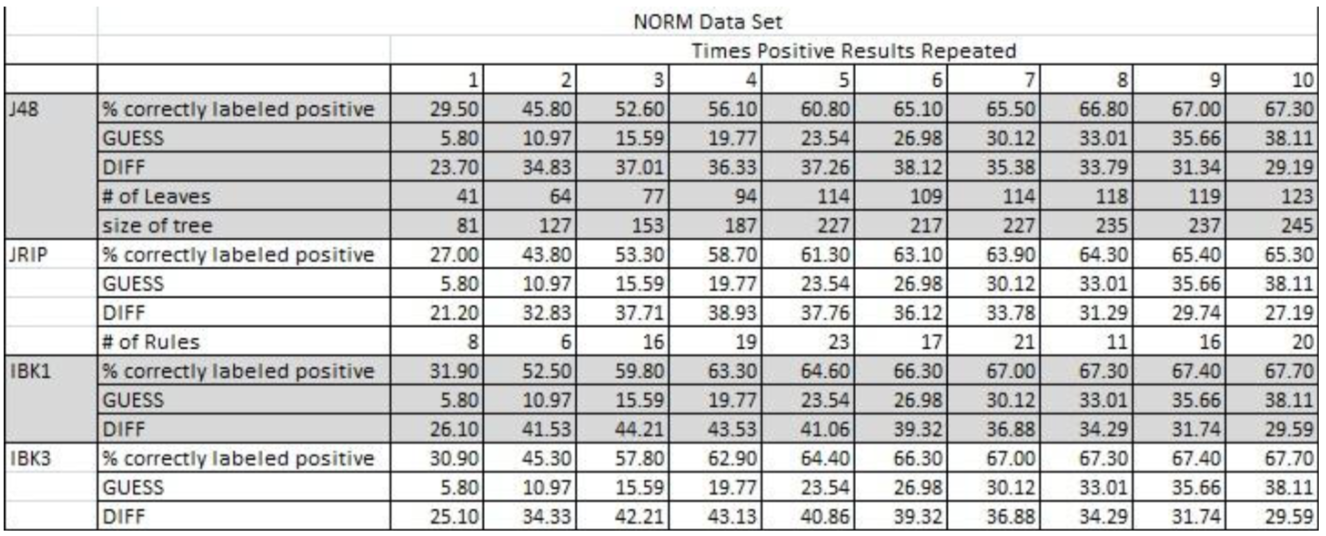 NORM Data Set
Times Positive Results Repeated
1 2 3 4 5 6 7 8 9 10
J48 % correctly labeled positive 29.50 45.80 52.60 56.10 60.80 65.10 65.50 66.80 67.00 67.30
GUESS 5.80 10.97 15.59 19.77 23.54 26.98 30.12 33.01 35.66 38.11
DIFF 23.70 34.83 37.01 36.33 37.26 38.12 35.38 33.79 31.34 29.19
# of Leaves 41 64 77 94 114 109 114 118 119 123
size of tree 81 127 153 187 227 217 227 235 237 245
JRIP % correctly labeled positive 27.00 43.80 53.30 58.70 61.30 63.10 63.90 64.30 65.40 65.30
GUESS 5.80 10.97 15.59 19.77 23.54 26.98 30.12 33.01 35.66 38.11
DIFF 21.20 32.83 37.71 38.93 37.76 36.12 33.78 31.29 29.74 27.19
# of Rules 8 6 16 19 23 17 21 11 16 20
IBK1 % correctly labeled positive 31.90 52.50 59.80 63.30 64.60 66.30 67.00 67.30 67.40 67.70
GUESS 5.80 10.97 15.59 19.77 23.54 26.98 30.12 33.01 35.66 38.11
DIFF 26.10 41.53 44.21 43.53 41.06 39.32 36.88 34.29 31.74 29.59
IBK3 % correctly labeled positive 30.90 45.30 57.80 62.90 64.40 66.30 67.00 67.30 67.40 67.70
GUESS 5.80 10.97 15.59 19.77 23.54 26.98 30.12 33.01 35.66 38.11
DIFF 25.10 34.33 42.21 43.13 40.86 39.32 36.88 34.29 31.74 29.59